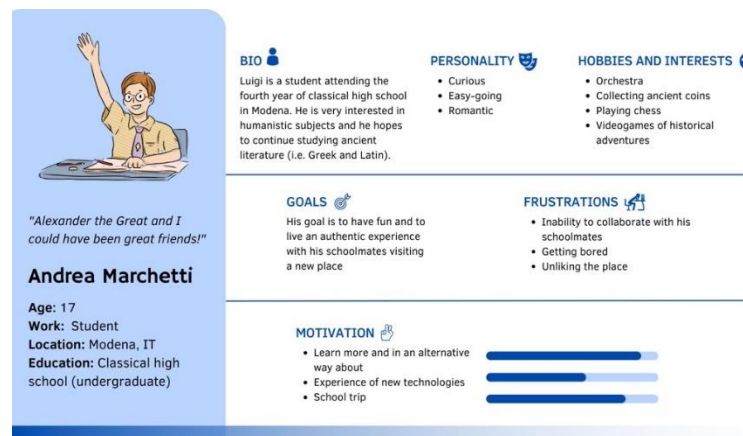 "Alexander the Great and I
could have been great friends!"
Andrea Marchetti
Age: 17
Work: Student
Location: Modena, IT
Education: Classical high
school (undergraduate)
BIO
Luigi is a student attending the
fourth year of classical high school
in Modena. He is very interested in
humanistic subjects and he hopes
to continue studying ancient
literature (i.e. Greek and Latin).
PERSONALITY
• Curious
• Easy-going
• Romantic
HOBBIES AND INTERESTS
• Orchestra
• Collecting ancient coins
• Playing chess
• Videogames of historical
adventures
GOALS
His goal is to have fun and to
live an authentic experience
with his schoolmates visiting
a new place
FRUSTRATIONS
• Inability to collaborate with his
schoolmates
• Getting bored
• Unliking the place
MOTIVATION
• Learn more and in an alternative
way about
• Experience of new technologies
• School trip